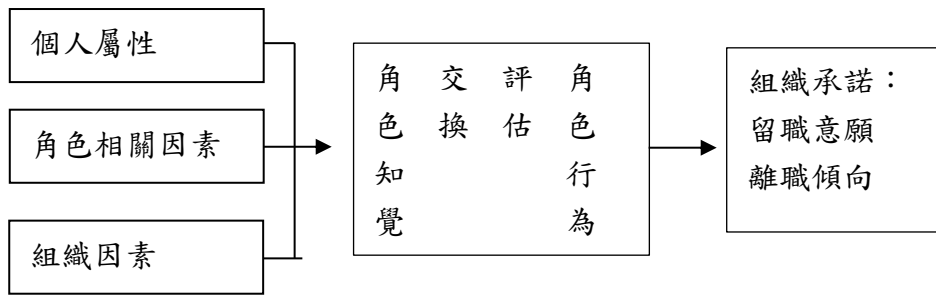 個人屬性
角色相關因素
組織因素
角色知覺
交換
評估
角色行為
組織承諾：
留職意願
離職傾向